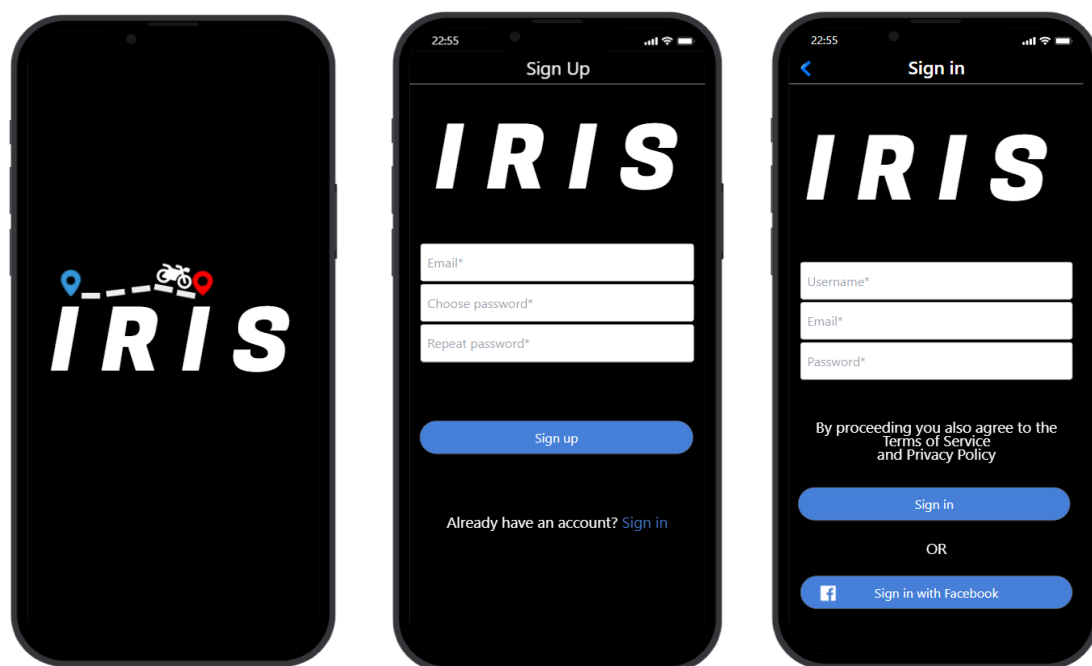 IRIS
22:55
Sign Up
IRIS
Email*
Choose password*
Repeat password*
Sign up
Already have an account? Sign in
22:55
Sign in
IRIS
Username*
Email*
Password*
By proceeding you also agree to the
Terms of Service
and Privacy Policy
Sign in
OR
Sign in with Facebook